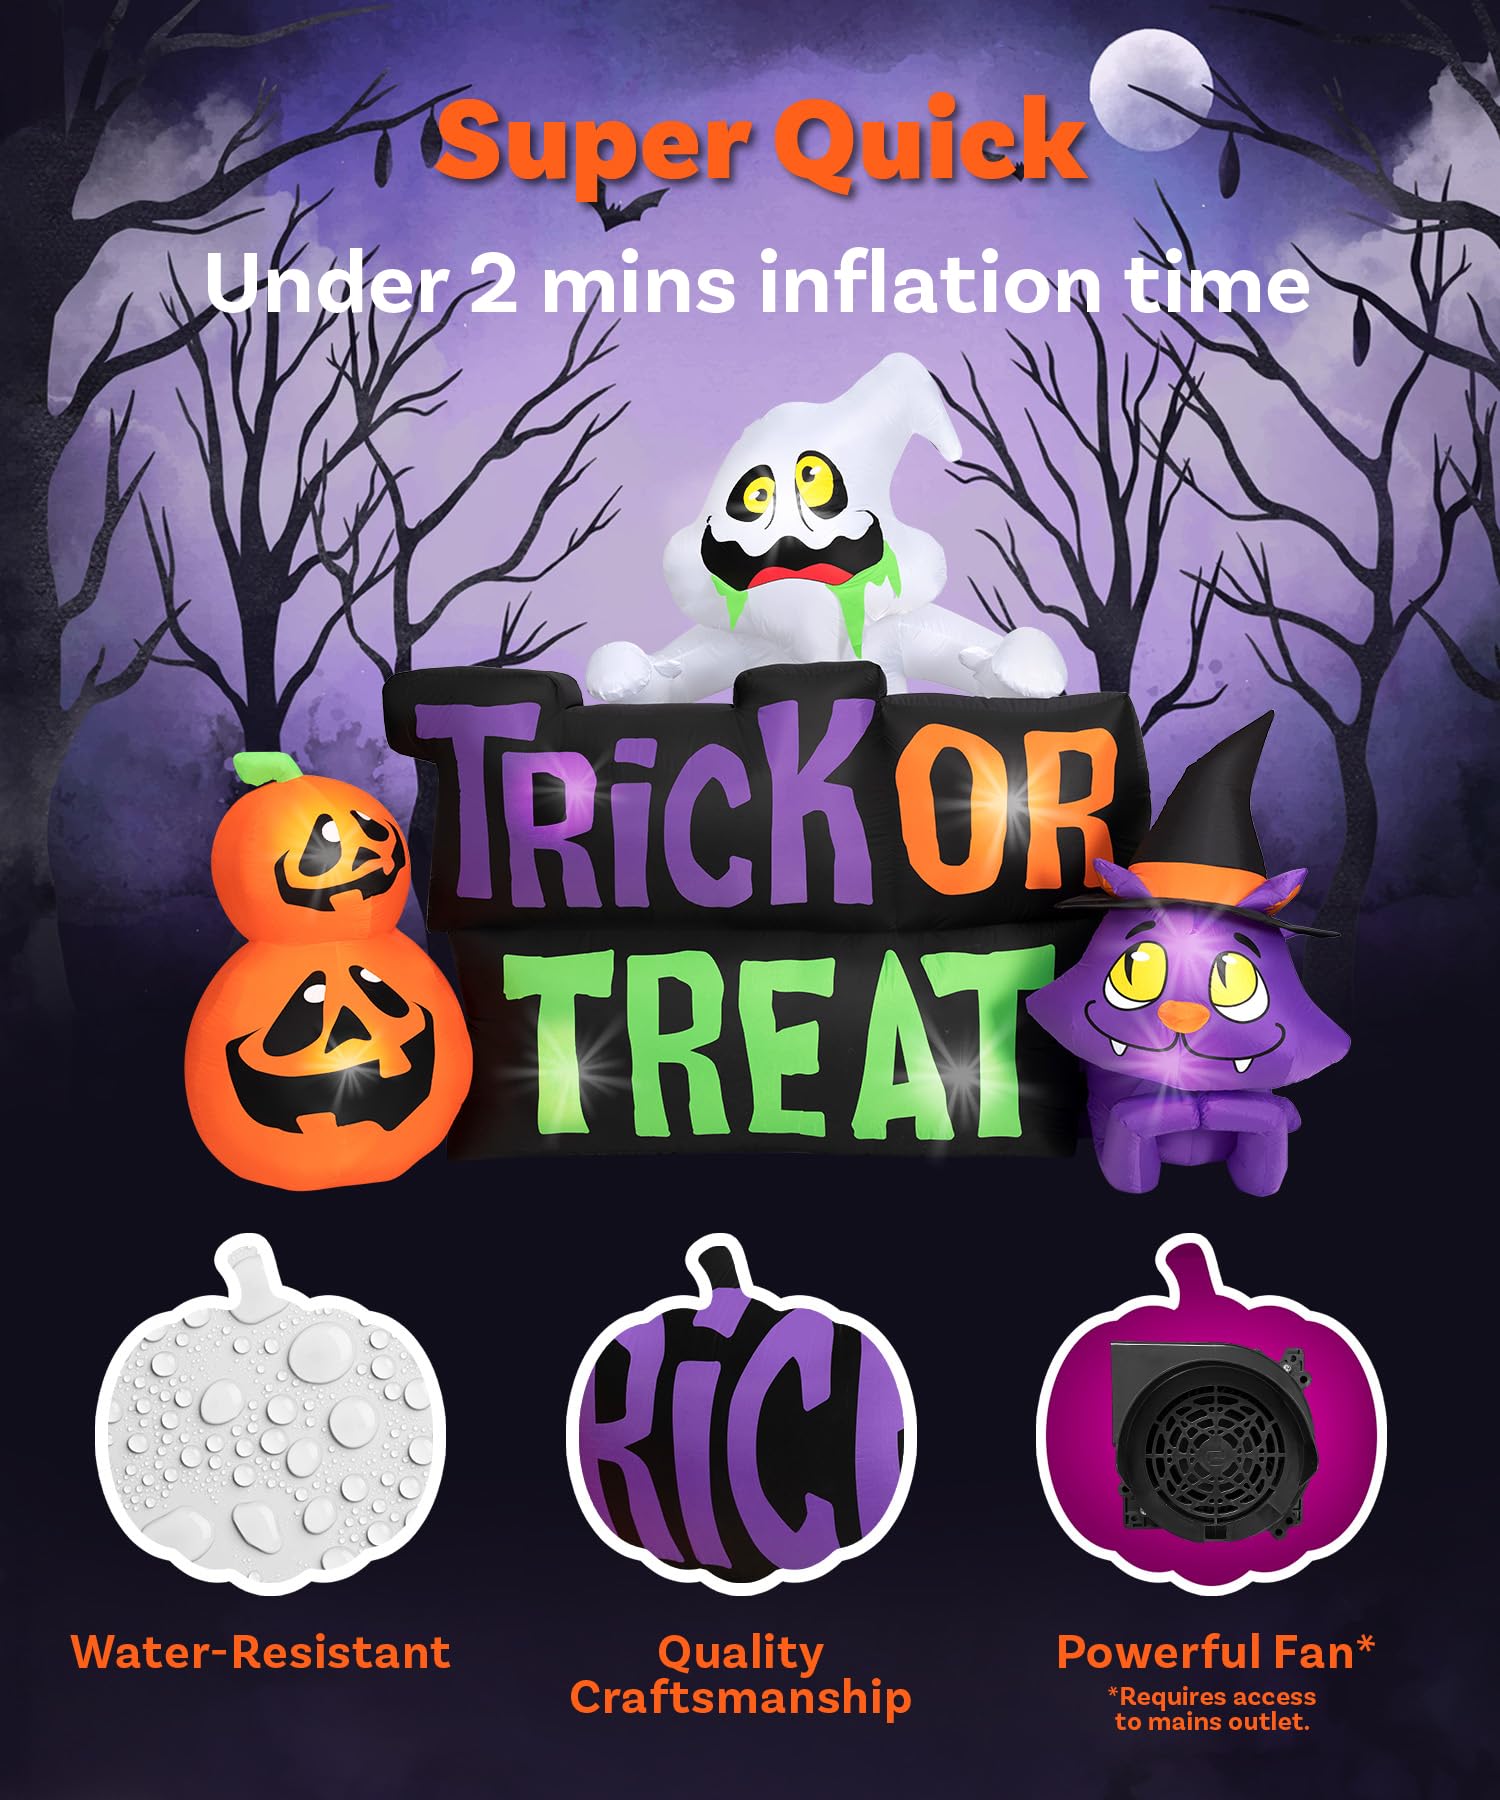 Super Quick
Under 2 mins inflation time
TRiCK OR
TREAT
RiC
Water-Resistant
Quality
Craftsmanship
Powerful Fan*
*Requires access
to mains outlet.